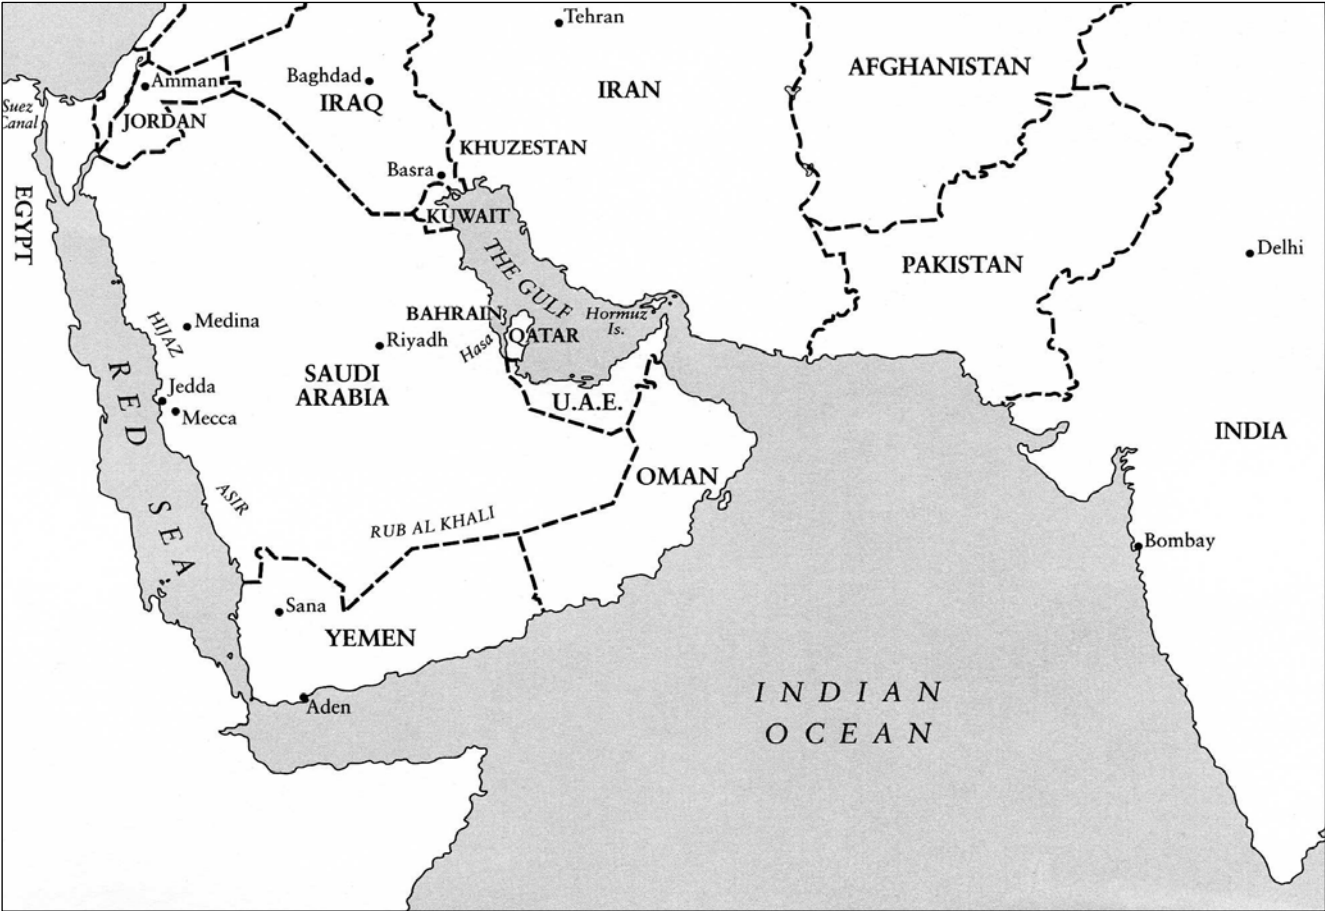 Tehran
AFGHANISTAN
Amman
Baghdad
IRAQ
IRAN
Suez
Canal
JORDAN
KHUZESTAN
Basra
EGYPT
KUWAIT
Delhi
PAKISTAN
THE GULF
BAHRAIN
Hormuz
Is.
HIJAZ
Medina
Riyadh
Hasa
QATAR
SAUDI
ARABIA
Jedda
Mecca
U.A.E.
RED SEA
INDIA
OMAN
ASIR
RUB AL KHALI
Bombay
Sana
YEMEN
Aden
INDIAN
OCEAN